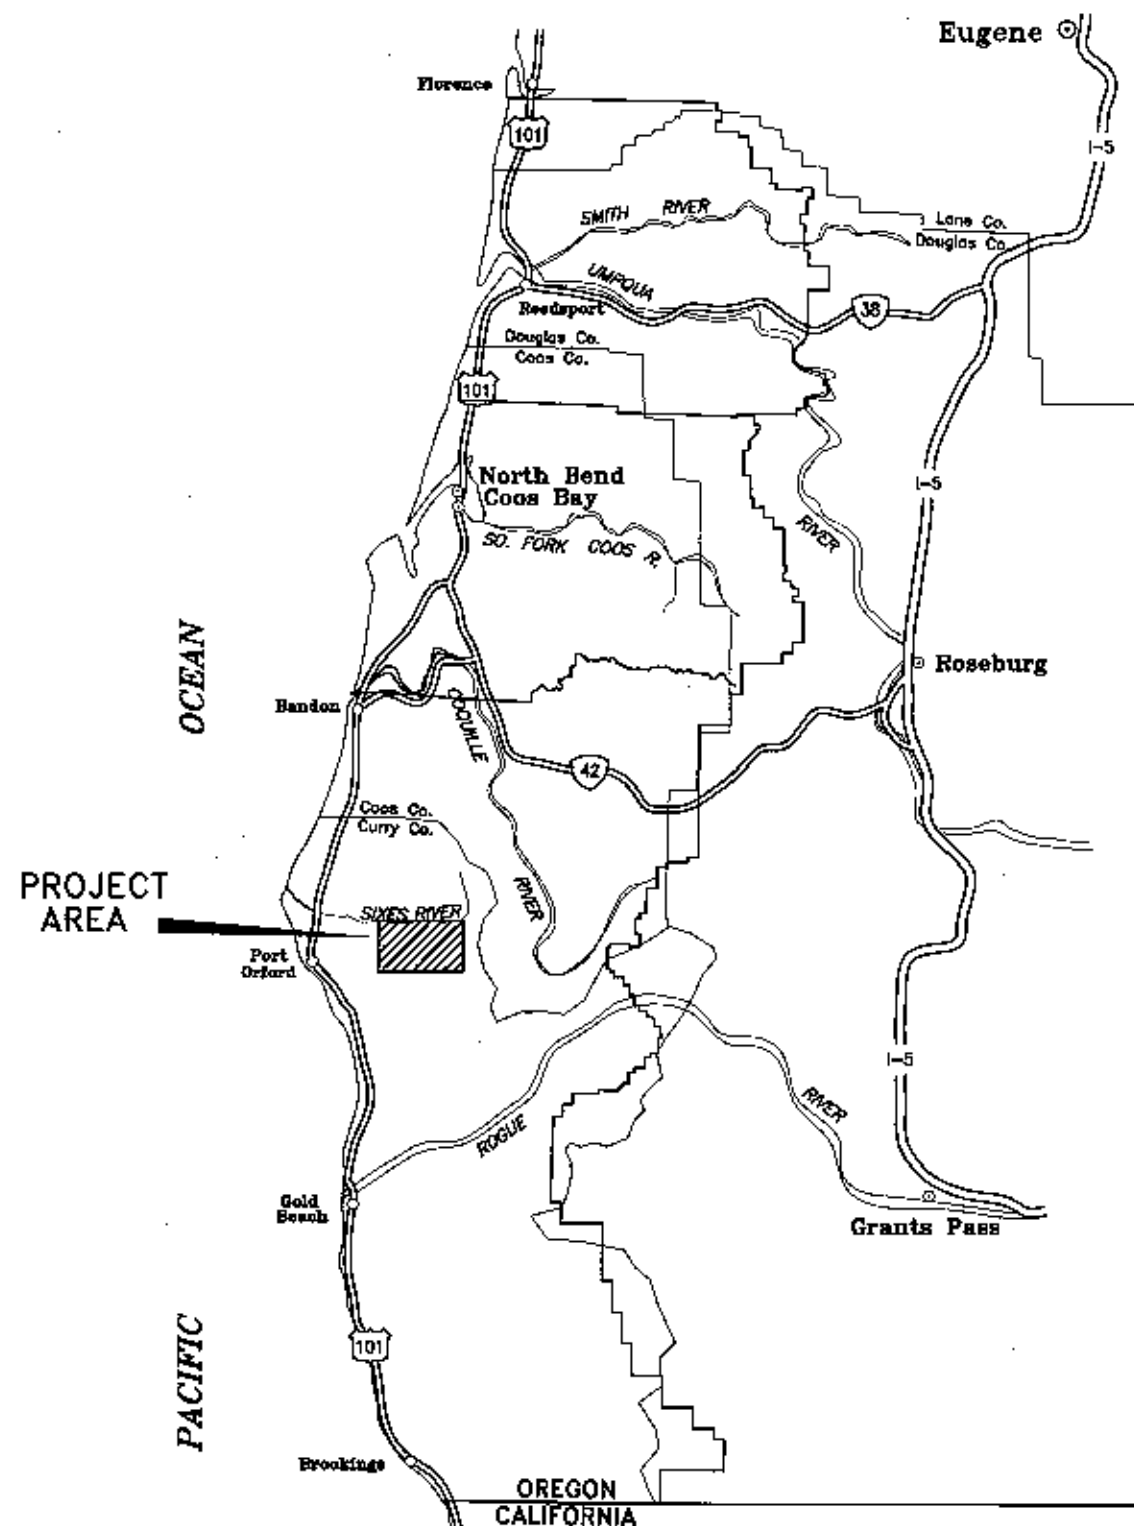 Eugene
Florence
101
I-5
SMITH RIVER
Lane Co.
Douglas Co.
UMPQUA
38
Reedsport
Douglas Co.
Coos Co.
101
North Bend
Coos Bay
I-5
RIVER
SO. FORK COOS R.
OCEAN
Roseburg
Bandon
COQUILLE
42
Coos Co.
Curry Co.
PROJECT
AREA
RIVER
SIXES RIVER
Port
Orford
I-5
RIVER
ROGUE
Gold
Beach
Grants Pass
PACIFIC
101
Brookings
OREGON
CALIFORNIA